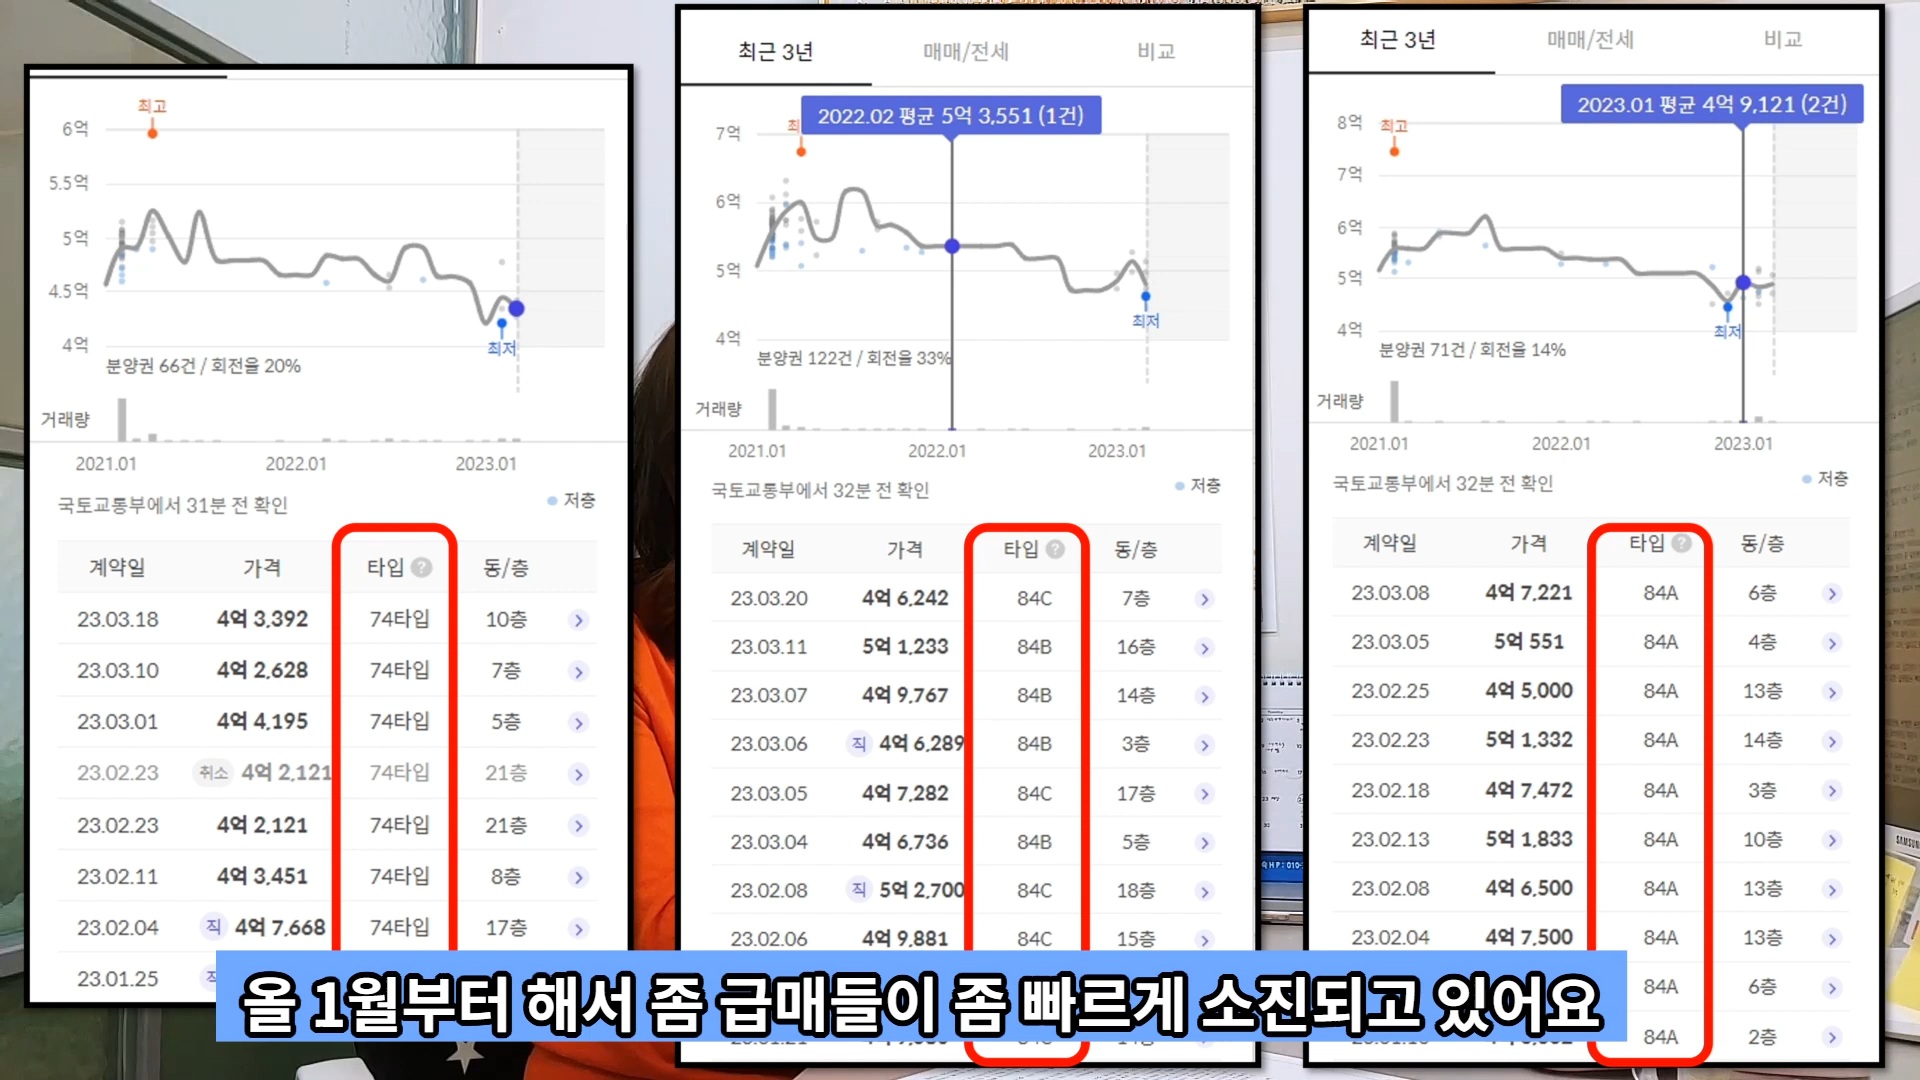 최고
6억
5.5억
5억
4.5억
4억
최저
분양권 66건 / 회전율 20%
거래량
2021.01 2022.01 2023.01
국토교통부에서 31분 전 확인
저층
계약일 가격 타입 ? 동/층
23.03.18 4억 3,392 74타입 10층
23.03.10 4억 2,628 74타입 7층
23.03.01 4억 4,195 74타입 5층
23.02.23 취소 4억 2,121 74타입 21층
23.02.23 4억 2,121 74타입 21층
23.02.11 4억 3,451 74타입 8층
23.02.04 직 4억 7,668 74타입 17층
23.01.25
최근 3년 매매/전세 비교
2022.02 평균 5억 3,551 (1건)
7억
6억
5억
4억
최저
분양권 122건 / 회전율 33%
거래량
2021.01 2022.01 2023.01
국토교통부에서 32분 전 확인
저층
계약일 가격 타입 ? 동/층
23.03.20 4억 6,242 84C 7층
23.03.11 5억 1,233 84B 16층
23.03.07 4억 9,767 84B 14층
23.03.06 직 4억 6,289 84B 3층
23.03.05 4억 7,282 84C 17층
23.03.04 4억 6,736 84B 5층
23.02.08 직 5억 2,700 84C 18층
23.02.06 4억 9,881 84C 15층
최근 3년 매매/전세 비교
2023.01 평균 4억 9,121 (2건)
8억
최고
7억
6억
5억
4억
최저
분양권 71건 / 회전율 14%
거래량
2021.01 2022.01 2023.01
국토교통부에서 32분 전 확인
저층
계약일 가격 타입 ? 동/층
23.03.08 4억 7,221 84A 6층
23.03.05 5억 551 84A 4층
23.02.25 4억 5,000 84A 13층
23.02.23 5억 1,332 84A 14층
23.02.18 4억 7,472 84A 3층
23.02.13 5억 1,833 84A 10층
23.02.08 4억 6,500 84A 13층
23.02.04 4억 7,500 84A 13층
84A 6층
84A 2층
올 1월부터 해서 좀 급매들이 좀 빠르게 소진되고 있어요